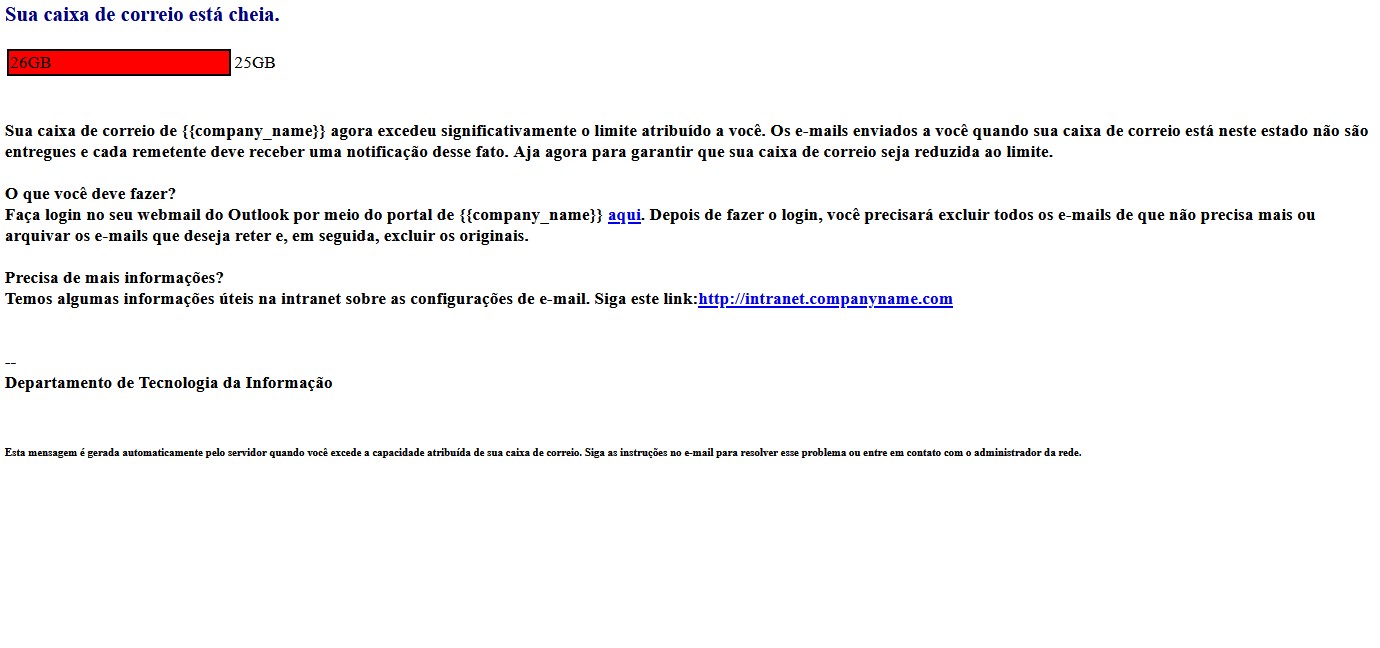 Sua caixa de correio está cheia.
26GB 25GB
Sua caixa de correio de {{company_name}} agora excedeu significativamente o limite atribuído a você. Os e-mails enviados a você quando sua caixa de correio está neste estado não são
entregues e cada remetente deve receber uma notificação desse fato. Aja agora para garantir que sua caixa de correio seja reduzida ao limite.
O que você deve fazer?
Faça login no seu webmail do Outlook por meio do portal de {{company_name}} aqui. Depois de fazer o login, você precisará excluir todos os e-mails de que não precisa mais ou
arquivar os e-mails que deseja reter e, em seguida, excluir os originais.
Precisa de mais informações?
Temos algumas informações úteis na intranet sobre as configurações de e-mail. Siga este link:http://intranet.companyname.com
--
Departamento de Tecnologia da Informação
Esta mensagem é gerada automaticamente pelo servidor quando você excede a capacidade atribuída de sua caixa de correio. Siga as instruções no e-mail para resolver esse problema ou entre em contato com o administrador da rede.